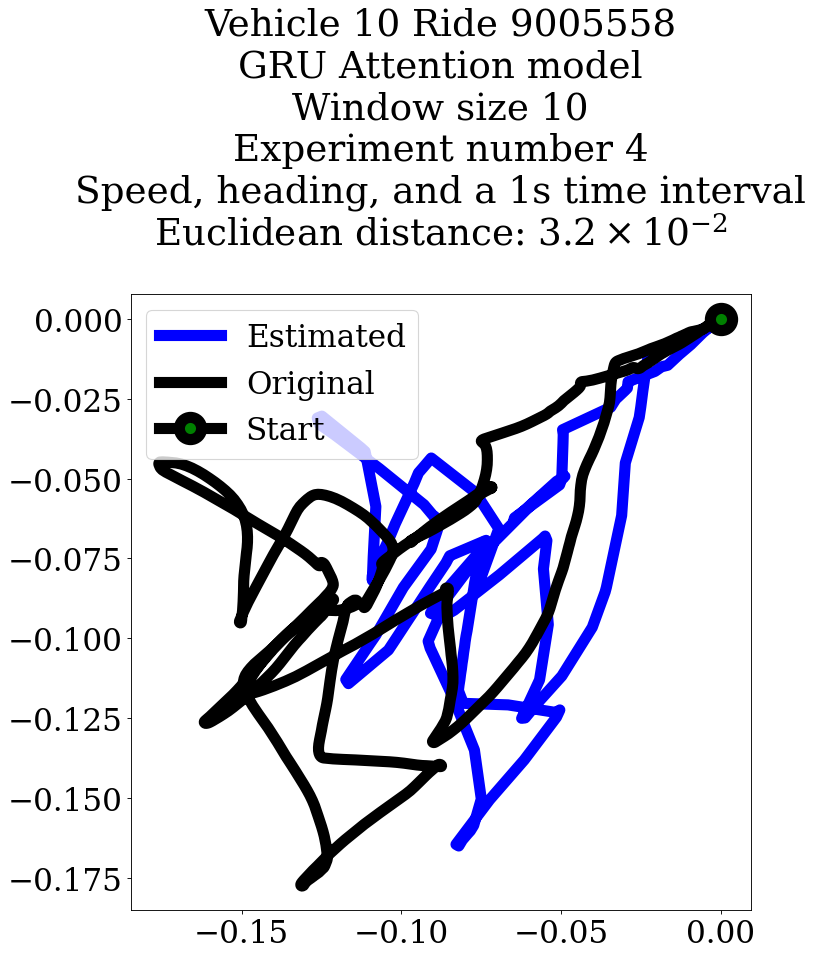 Vehicle 10 Ride 9005558
GRU Attention model
Window size 10
Experiment number 4
Speed, heading, and a 1s time interval
Euclidean distance: 3.2 × 10⁻²
Estimated
Original
Start
0.000
−0.025
−0.050
−0.075
−0.100
−0.125
−0.150
−0.175
−0.15
−0.10
−0.05
0.00